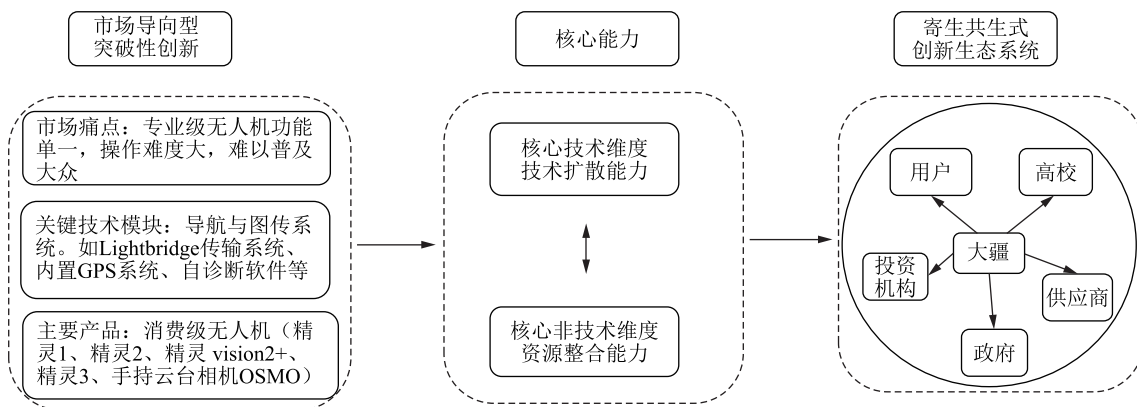 市场导向型
突破性创新
市场痛点：专业级无人机功能
单一，操作难度大，难以普及
大众
关键技术模块：导航与图传系
统。如Lightbridge传输系统、
内置GPS系统、自诊断软件等
主要产品：消费级无人机（精
灵1、精灵2、精灵 vision2+、
精灵3、手持云台相机OSMO）
核心能力
核心技术维度
技术扩散能力
核心非技术维度
资源整合能力
寄生共生式
创新生态系统
用户
高校
大疆
投资
机构
供应商
政府